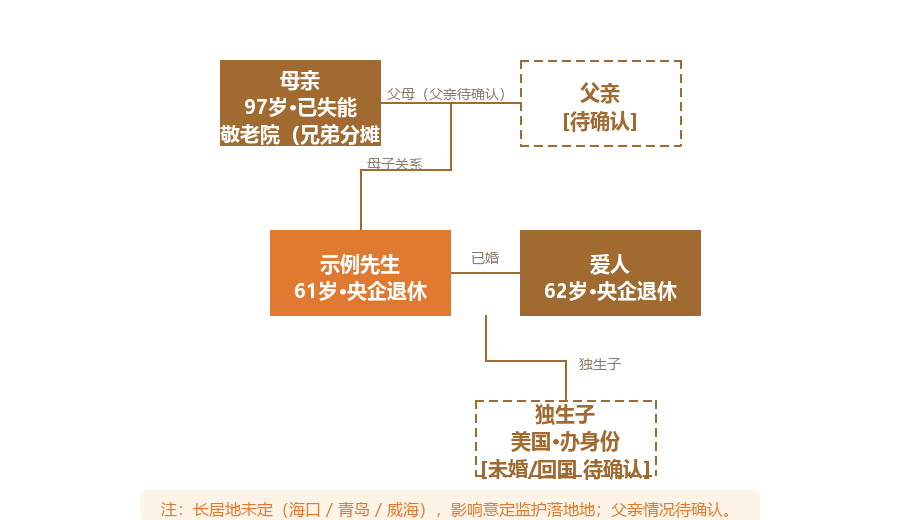 母亲
97岁•已失能
敬老院（兄弟分摊
父母（父亲待确认）
父亲
[待确认]
母子关系
示例先生
61岁•央企退休
已婚
爱人
62岁•央企退休
独生子
独生子
美国•办身份
[未婚/回国 待确认]
注：长居地未定（海口 / 青岛 / 威海），影响意定监护落地地；父亲情况待确认。